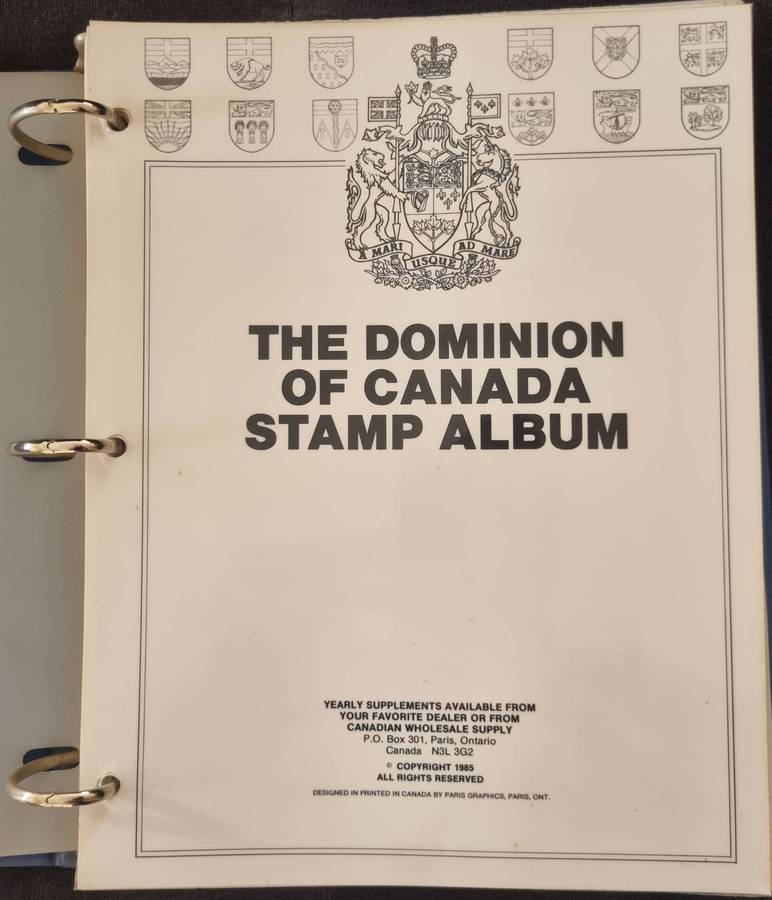 A MARI USQUE AD MARE
THE DOMINION
OF CANADA
STAMP ALBUM
YEARLY SUPPLEMENTS AVAILABLE FROM
YOUR FAVORITE DEALER OR FROM
CANADIAN WHOLESALE SUPPLY
P.O. Box 301, Paris, Ontario
Canada N3L 3G2
© COPYRIGHT 1985
ALL RIGHTS RESERVED
DESIGNED IN PRINTED IN CANADA BY PARIS GRAPHICS, PARIS, ONT.